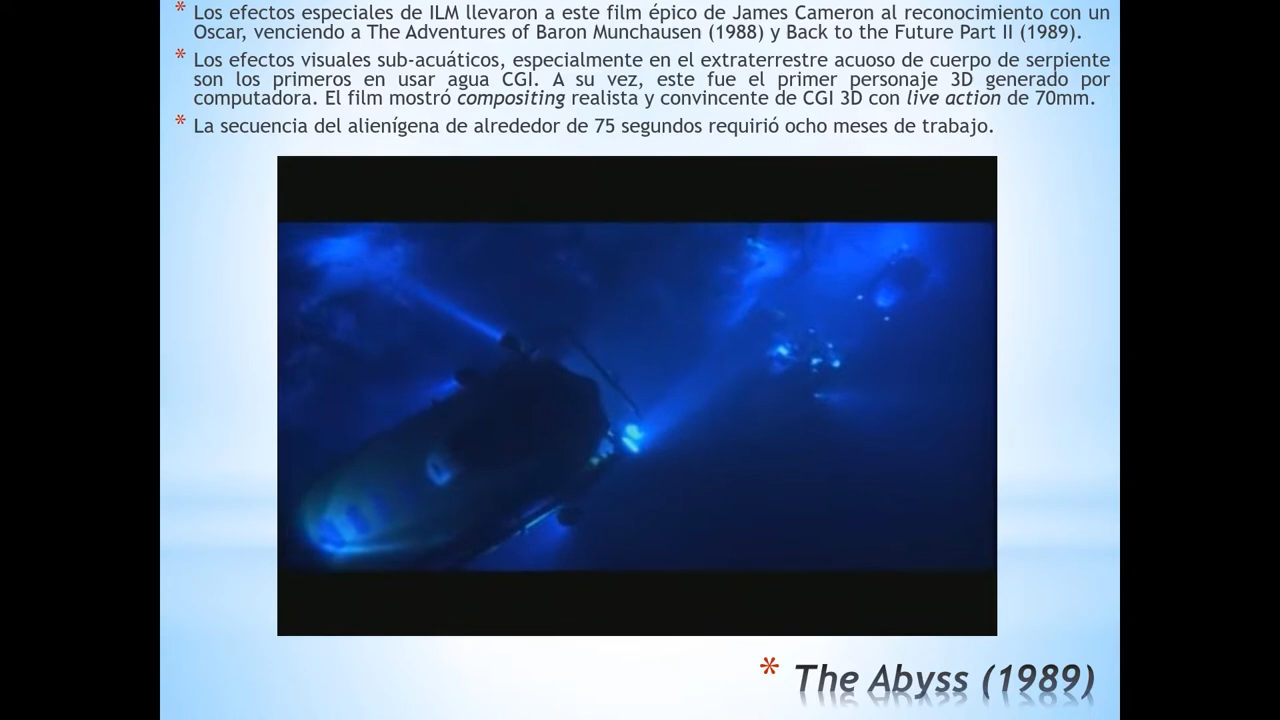 * Los efectos especiales de ILM llevaron a este film épico de James Cameron al reconocimiento con un
Oscar, venciendo a The Adventures of Baron Munchausen (1988) y Back to the Future Part II (1989).
* Los efectos visuales sub-acuáticos, especialmente en el extraterrestre acuoso de cuerpo de serpiente
son los primeros en usar agua CGI. A su vez, este fue el primer personaje 3D generado por
computadora. El film mostró compositing realista y convincente de CGI 3D con live action de 70mm.
* La secuencia del alienígena de alrededor de 75 segundos requirió ocho meses de trabajo.
* The Abyss (1989)